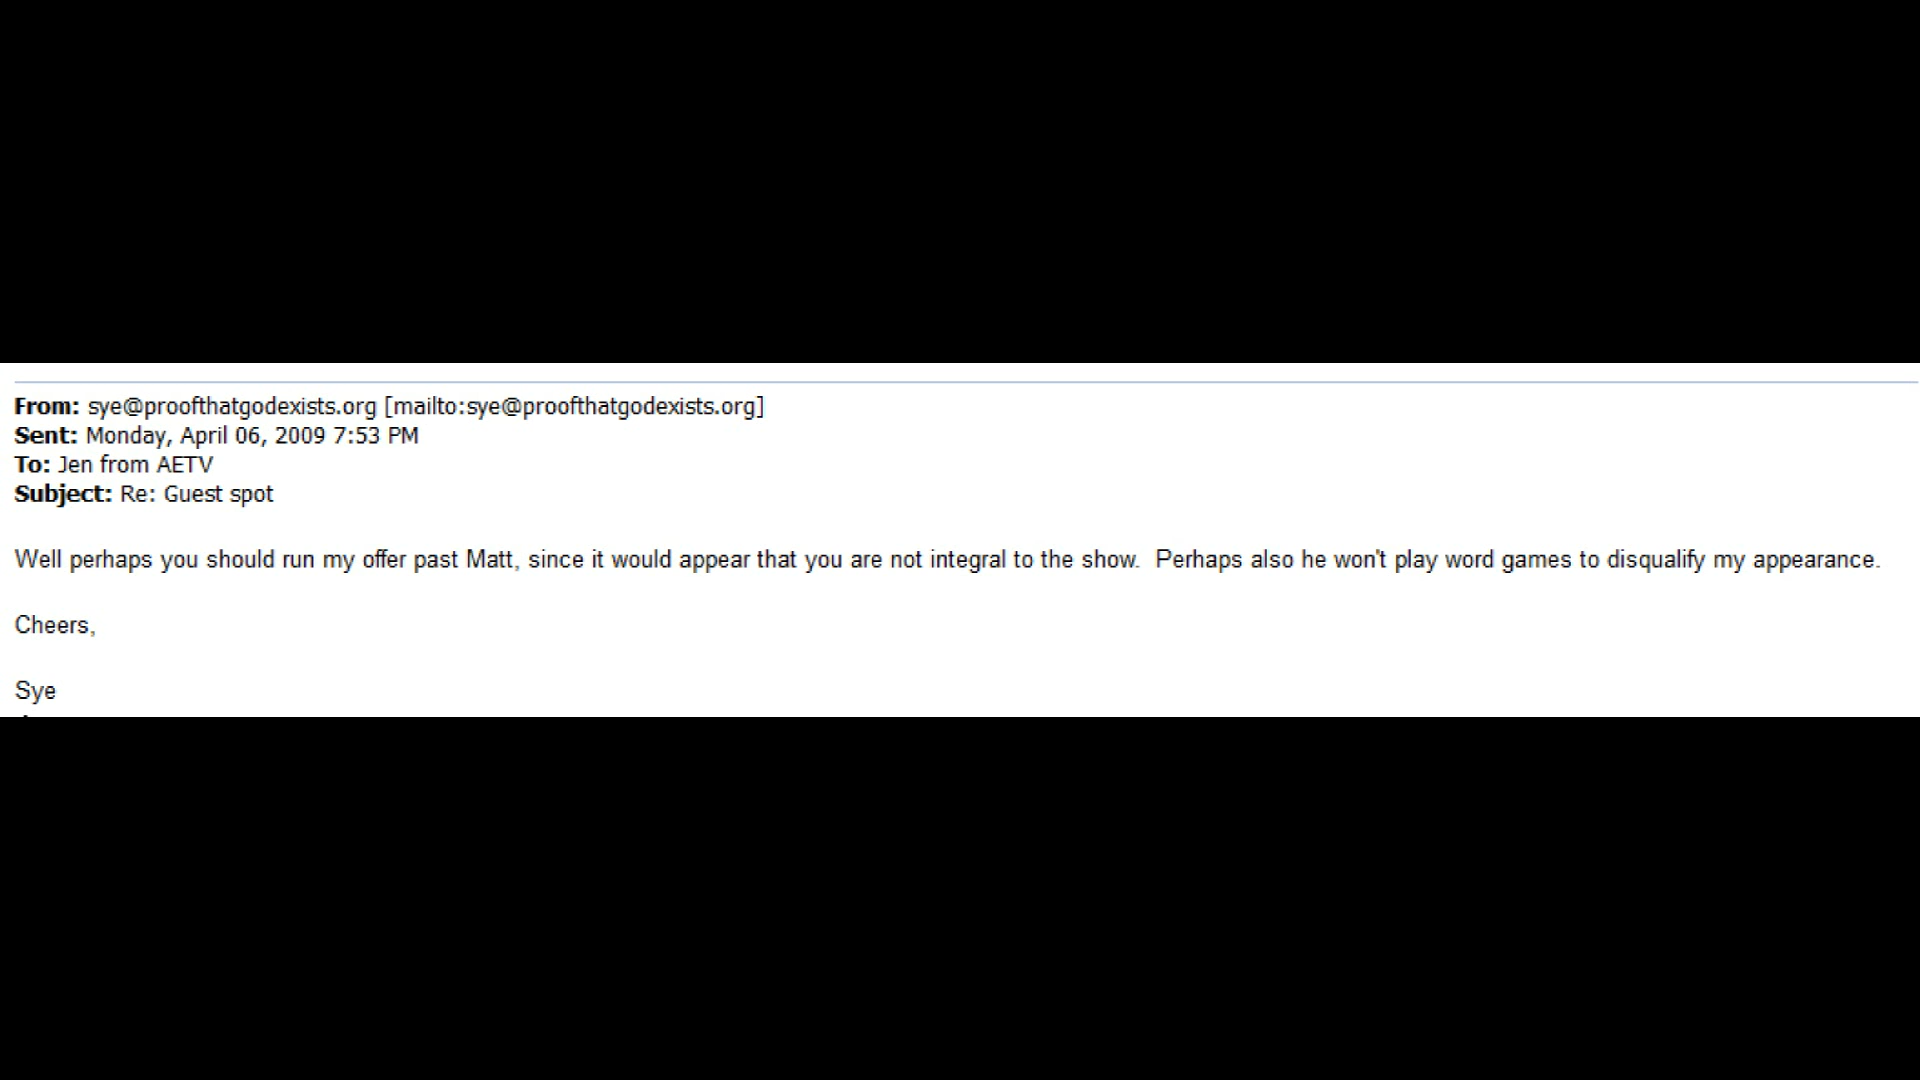 From: sye@proofthatgodexists.org [mailto:sye@proofthatgodexists.org]
Sent: Monday, April 06, 2009 7:53 PM
To: Jen from AETV
Subject: Re: Guest spot
Well perhaps you should run my offer past Matt, since it would appear that you are not integral to the show.  Perhaps also he won't play word games to disqualify my appearance.
Cheers,
Sye